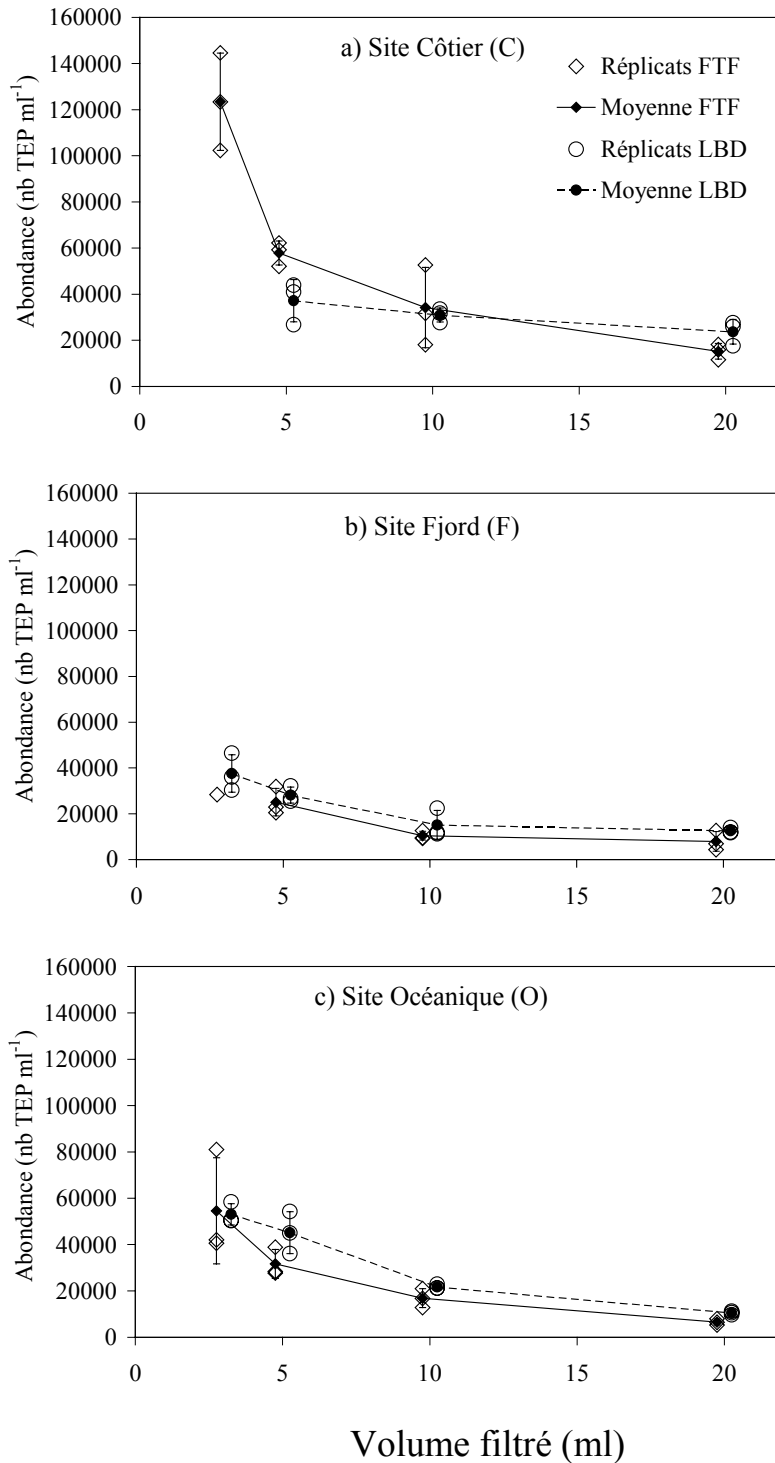 a) Site Côtier (C)
Réplicats FTF
Moyenne FTF
Réplicats LBD
Moyenne LBD
Abondance (nb TEP ml⁻¹)
160000
140000
120000
100000
80000
60000
40000
20000
0
0 5 10 15 20
b) Site Fjord (F)
Abondance (nb TEP ml⁻¹)
160000
140000
120000
100000
80000
60000
40000
20000
0
0 5 10 15 20
c) Site Océanique (O)
Abondance (nb TEP ml⁻¹)
160000
140000
120000
100000
80000
60000
40000
20000
0
0 5 10 15 20
Volume filtré (ml)